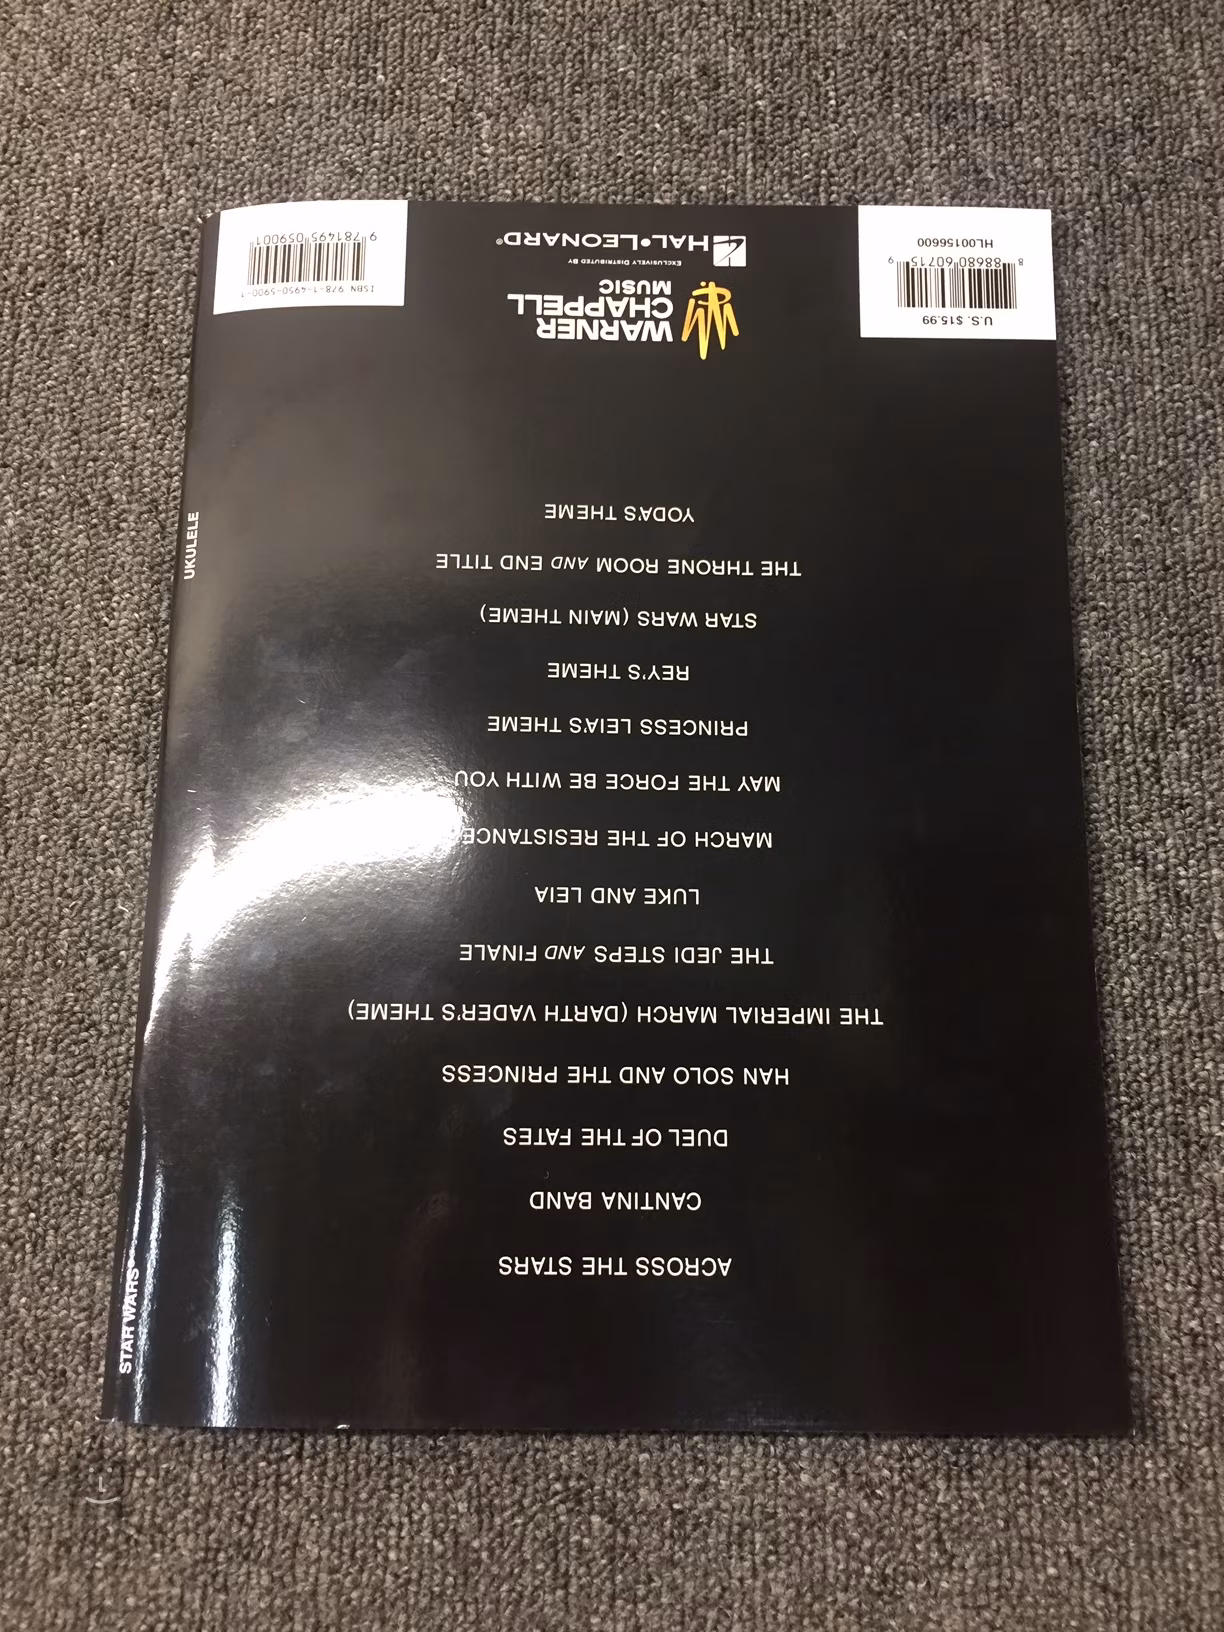 STAR WARS®
UKULELE
ACROSS THE STARS
CANTINA BAND
DUEL OF THE FATES
HAN SOLO AND THE PRINCESS
THE IMPERIAL MARCH (DARTH VADER'S THEME)
THE JEDI STEPS AND FINALE
LUKE AND LEIA
MARCH OF THE RESISTANCE
MAY THE FORCE BE WITH YOU
PRINCESS LEIA'S THEME
REY'S THEME
STAR WARS (MAIN THEME)
THE THRONE ROOM AND END TITLE
YODA'S THEME
U.S. $15.99
8 88680 60715 9
HL00156600
WARNER
CHAPPELL
MUSIC
EXCLUSIVELY DISTRIBUTED BY
HAL•LEONARD®
ISBN 978-1-4950-5900-1
9 781495 059001